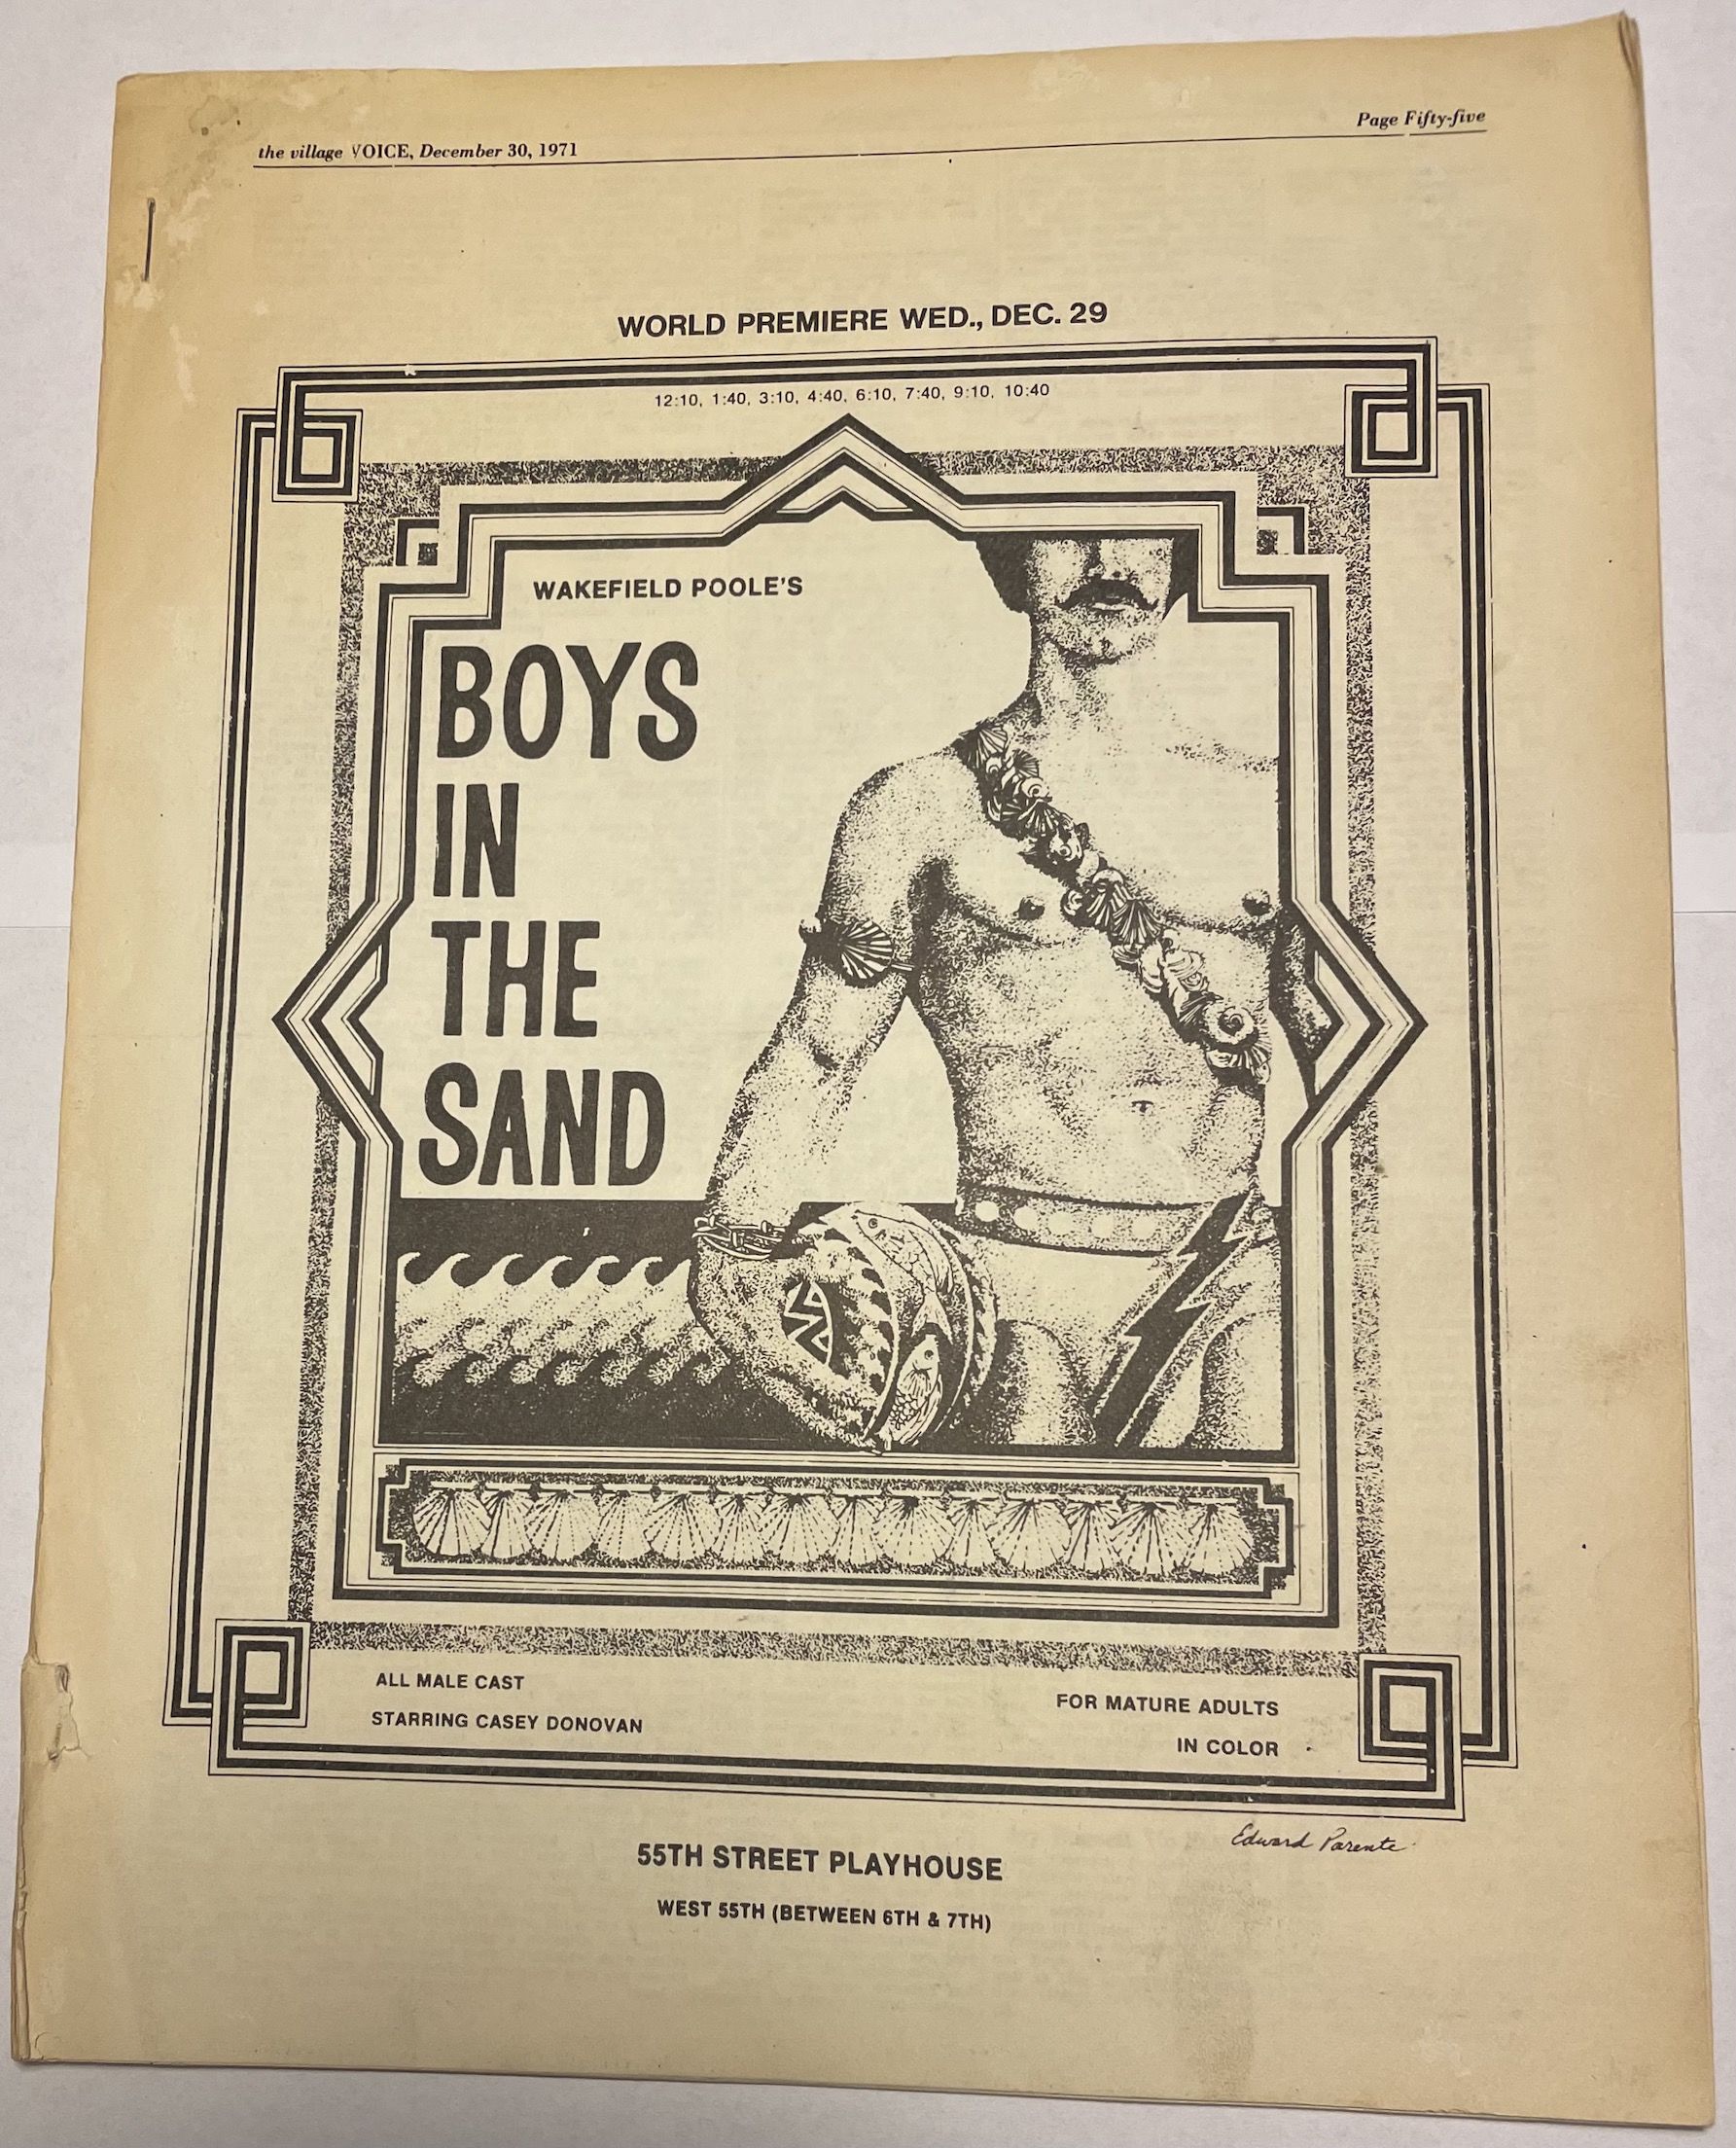 the village VOICE, December 30, 1971
Page Fifty-five
WORLD PREMIERE WED., DEC. 29
12:10, 1:40, 3:10, 4:40, 6:10, 7:40, 9:10, 10:40
WAKEFIELD POOLE'S
BOYS
IN
THE
SAND
ALL MALE CAST
STARRING CASEY DONOVAN
FOR MATURE ADULTS
IN COLOR
Edward Parente
55TH STREET PLAYHOUSE
WEST 55TH (BETWEEN 6TH & 7TH)